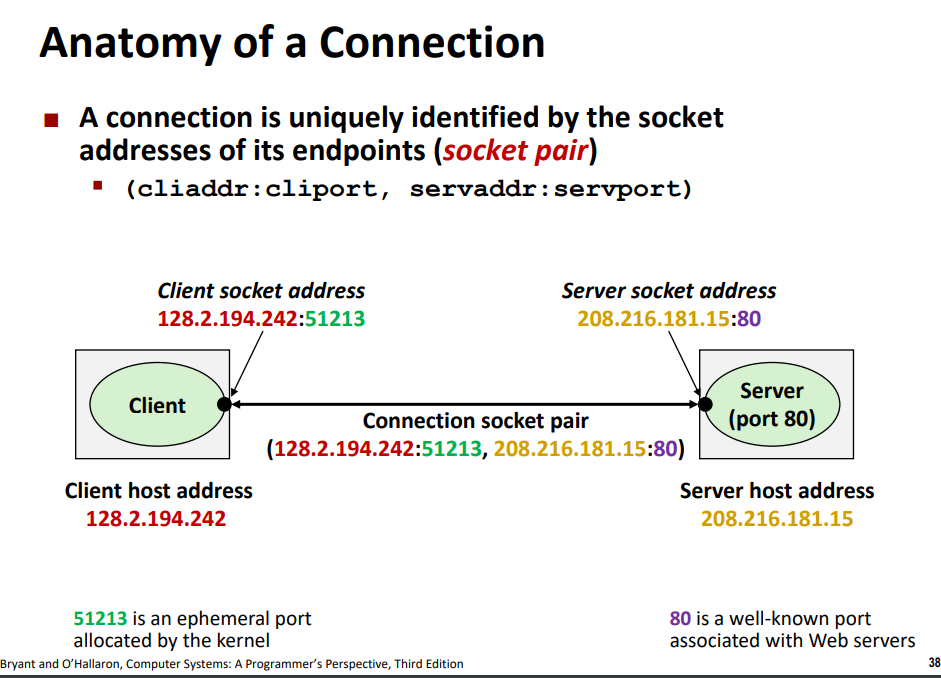 Anatomy of a Connection
A connection is uniquely identified by the socket
addresses of its endpoints (socket pair)
(cliaddr:cliport, servaddr:servport)
Client socket address
128.2.194.242:51213
Server socket address
208.216.181.15:80
Client
Server
(port 80)
Connection socket pair
(128.2.194.242:51213, 208.216.181.15:80)
Client host address
128.2.194.242
Server host address
208.216.181.15
51213 is an ephemeral port
allocated by the kernel
80 is a well-known port
associated with Web servers
Bryant and O’Hallaron, Computer Systems: A Programmer’s Perspective, Third Edition
38